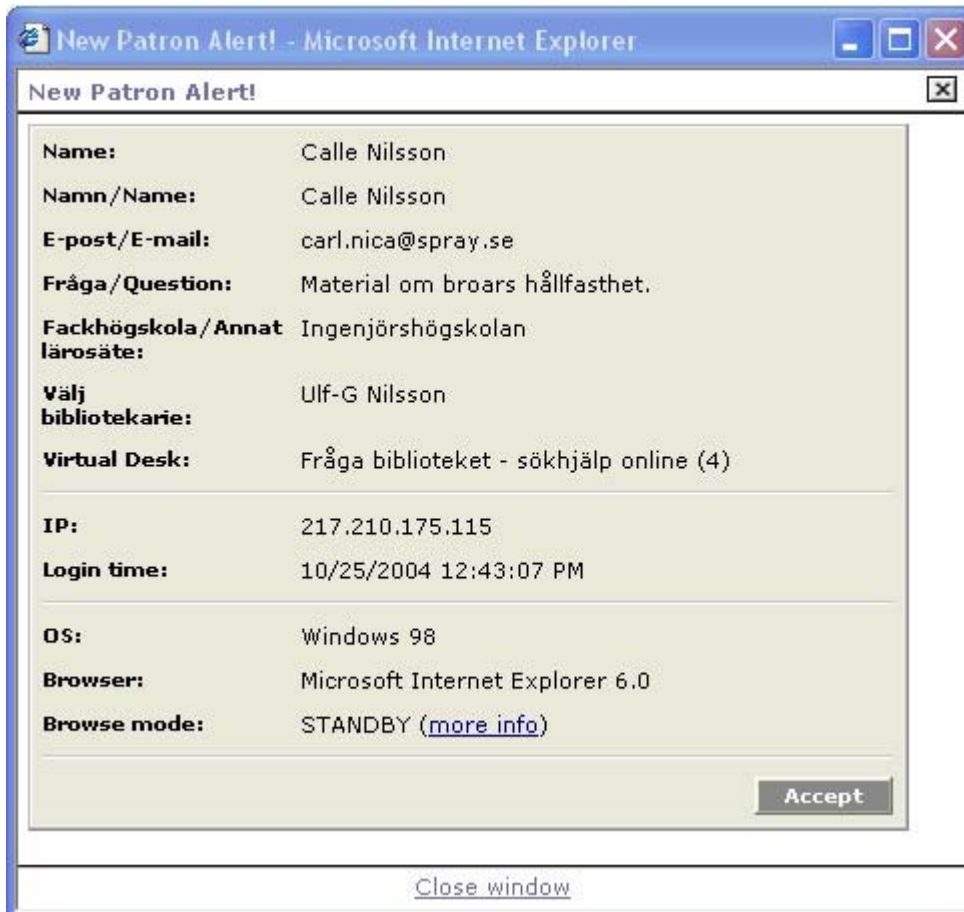 New Patron Alert! - Microsoft Internet Explorer
New Patron Alert!
Name: Calle Nilsson
Namn/Name: Calle Nilsson
E-post/E-mail: carl.nica@spray.se
Fråga/Question: Material om broars hållfasthet.
Fackhögskola/Annat Ingenjörshögskolan
lärosäte:
Välj Ulf-G Nilsson
bibliotekarie:
Virtual Desk: Fråga biblioteket - sökhjälp online (4)
IP: 217.210.175.115
Login time: 10/25/2004 12:43:07 PM
OS: Windows 98
Browser: Microsoft Internet Explorer 6.0
Browse mode: STANDBY (more info)
Accept
Close window